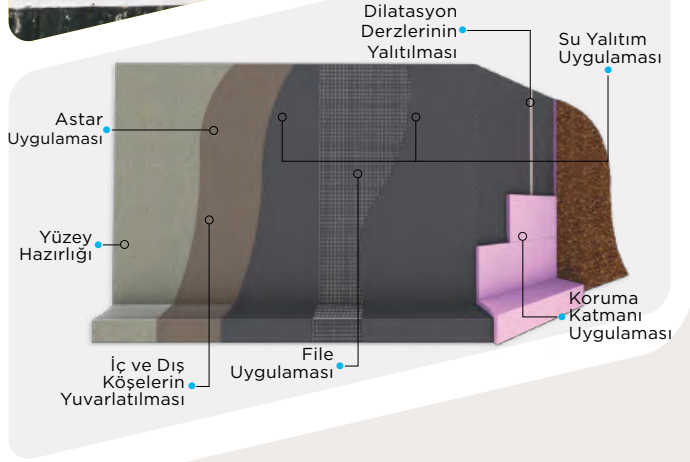 Dilatasyon
Derzlerinin
Yalıtılması
Su Yalıtım
Uygulaması
Astar
Uygulaması
Yüzey
Hazırlığı
İç ve Dış
Köşelerin
Yuvarlatılması
File
Uygulaması
Koruma
Katmanı
Uygulaması